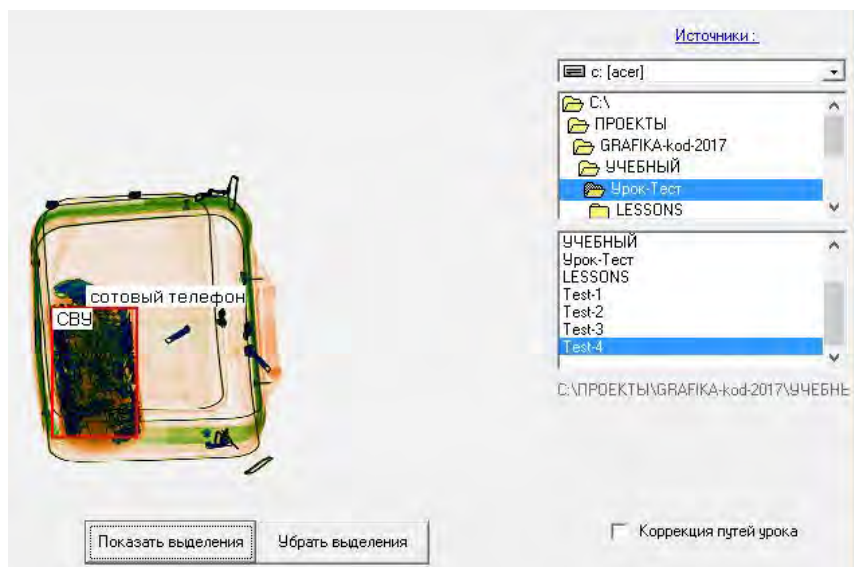 Источники :
c: [acer]
C:\
ПРОЕКТЫ
GRAFIKA-kod-2017
УЧЕБНЫЙ
Урок-Тест
LESSONS
УЧЕБНЫЙ
Урок-Тест
LESSONS
Test-1
Test-2
Test-3
Test-4
C:\ПРОЕКТЫ\GRAFIKA-kod-2017\УЧЕБНЬ
сотовый телефон
СВУ
Показать выделения
Убрать выделения
Коррекция путей урока